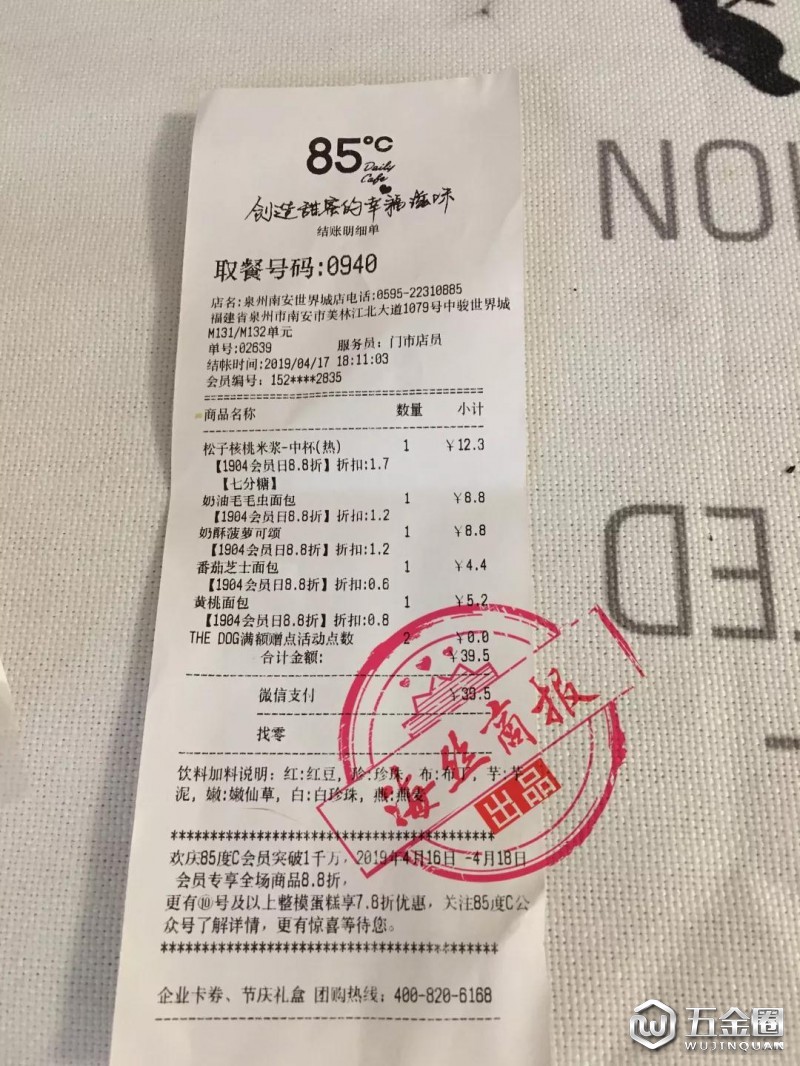 85°C
Daily
Cafe
创造甜蜜的幸福滋味
结账明细单
取餐号码:0940
店名:泉州南安世界城店电话:0595-22310885
福建省泉州市南安市美林江北大道1079号中骏世界城
M131/M132单元
单号:02639 服务员: 门市店员
结帐时间:2019/04/17 18:11:03
会员编号: 152****2835
商品名称 数量 小计
松子核桃米浆-中杯(热) 1 ¥12.3
【1904会员日8.8折】折扣:1.7
【七分糖】
奶油毛毛虫面包 1 ¥8.8
【1904会员日8.8折】折扣:1.2
奶酥菠萝可颂 1 ¥8.8
【1904会员日8.8折】折扣:1.2
番茄芝士面包 1 ¥4.4
【1904会员日8.8折】折扣:0.6
黄桃面包 1 ¥5.2
【1904会员日8.8折】折扣:0.8
THE DOG满额赠点活动点数 2 ¥0.0
合计金额: ¥39.5
微信支付 ¥39.5
找零
饮料加料说明: 红:红豆, 珍:珍珠, 布:布丁, 芋:芋
泥, 嫩:嫩仙草, 白:白珍珠, 燕:燕麦
******************************************
欢庆85度C会员突破1千万, 2019年4月16日 -4月18日
会员专享全场商品8.8折,
更有⑩号及以上整模蛋糕享7.8折优惠, 关注85度C公
众号了解详情, 更有惊喜等待您。
******************************************
企业卡券、节庆礼盒 团购热线: 400-820-6168
海丝商报
出品
ION
五金圈
WUJINQUAN